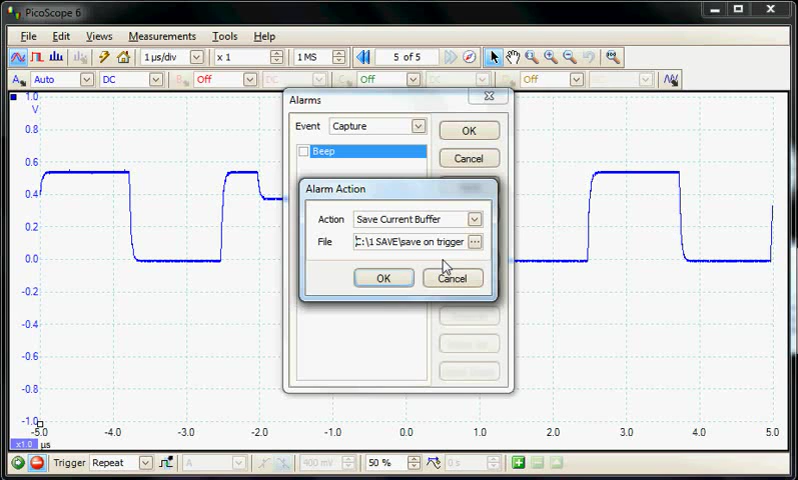 PicoScope 6
File Edit Views Measurements Tools Help
1 µs/div x 1 1 MS 5 of 5
A Auto DC B Off DC C Off DC D Off DC
Alarms
Event Capture
Beep
OK
Cancel
Alarm Action
Action Save Current Buffer
File C:\1 SAVE\save on trigger ...
OK Cancel
1.0
V
0.8
0.6
0.4
0.2
0.0
-0.2
-0.4
-0.6
-0.8
-1.0
-5.0 -4.0 -3.0 -2.0 -1.0 0.0 1.0 2.0 3.0 4.0 5.0
x1.0 µs
Trigger Repeat A 400 mV 50 % 0 s